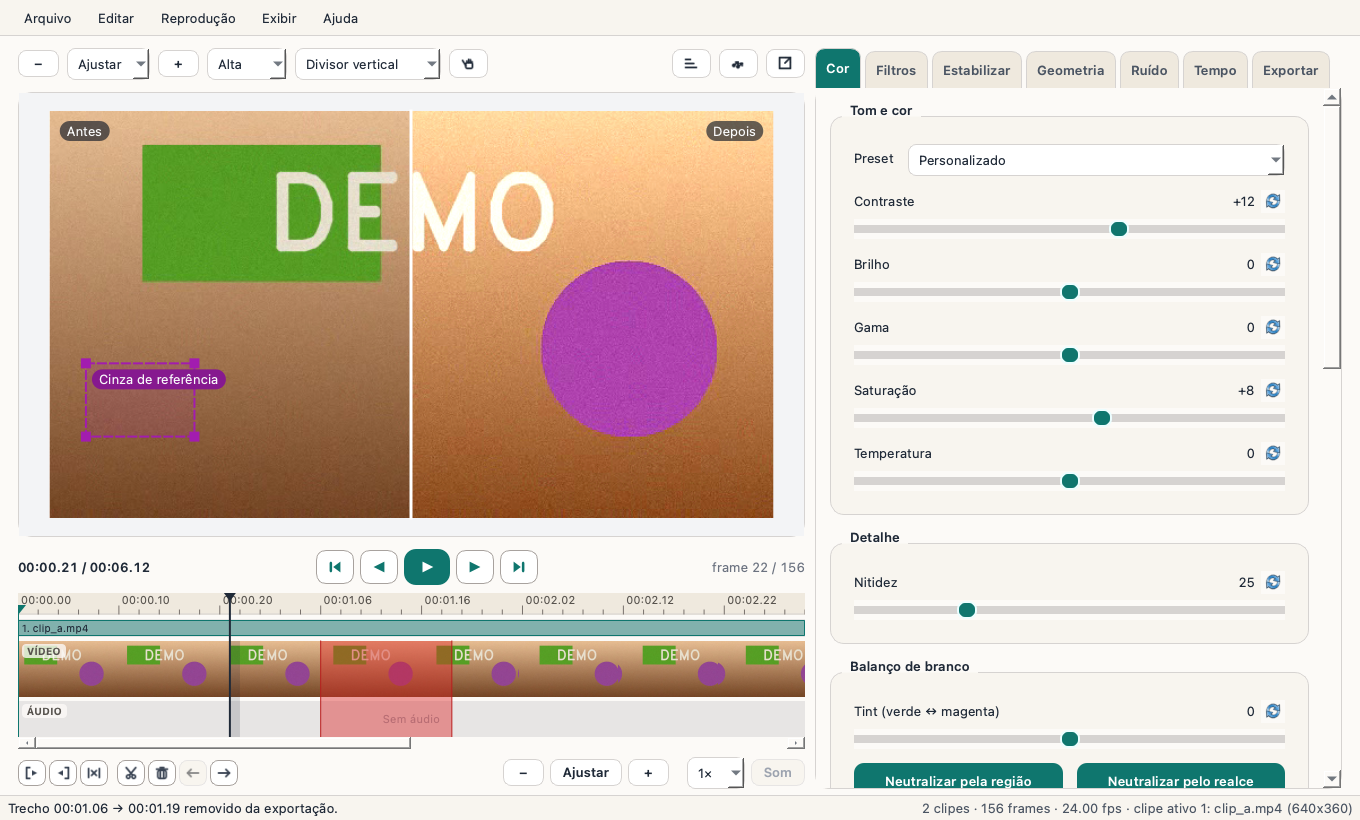 Arquivo Editar Reprodução Exibir Ajuda
− Ajustar + Alta Divisor vertical
Cor Filtros Estabilizar Geometria Ruído Tempo Exportar
Antes Depois
DEMO
Cinza de referência
00:00.21 / 00:06.12
frame 22 / 156
00:00.00 00:00.10 00:00.20 00:01.06 00:01.16 00:02.02 00:02.12 00:02.22
1. clip_a.mp4
VÍDEO
DEMO DEMO DEMO DEMO DEMO DEMO DEMO DEMO
ÁUDIO
Sem áudio
− Ajustar + 1× Som
Tom e cor
Preset Personalizado
Contraste +12
Brilho 0
Gama 0
Saturação +8
Temperatura 0
Detalhe
Nitidez 25
Balanço de branco
Tint (verde ↔ magenta) 0
Neutralizar pela região Neutralizar pelo realce
Trecho 00:01.06 → 00:01.19 removido da exportação.
2 clipes · 156 frames · 24.00 fps · clipe ativo 1: clip_a.mp4 (640x360)